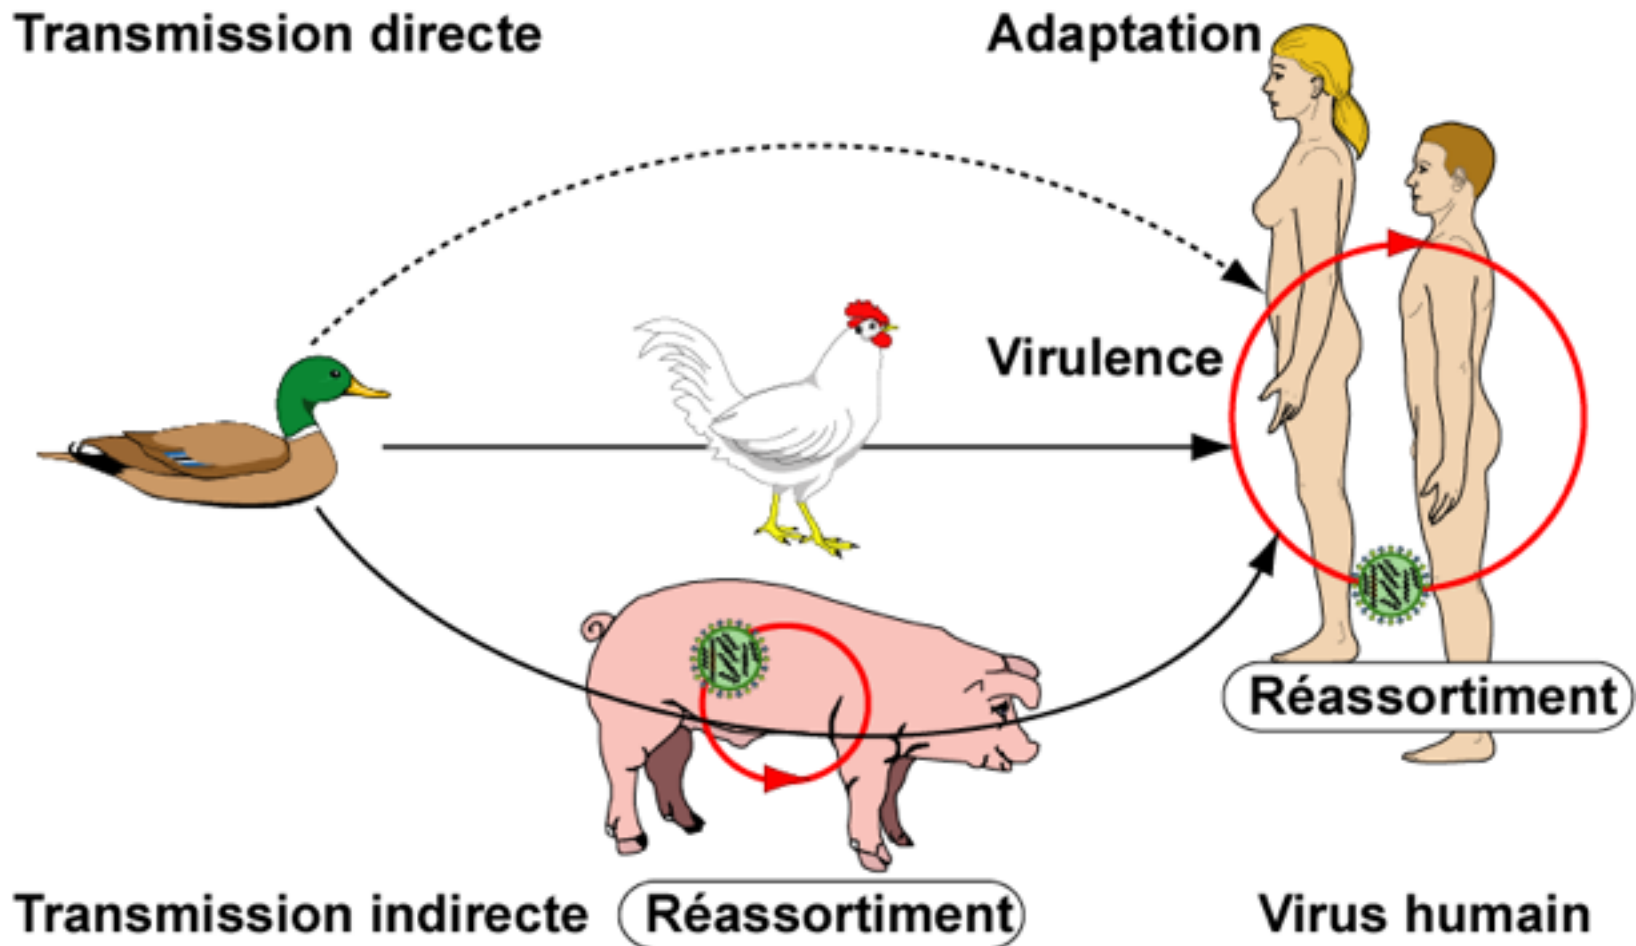 Transmission directe
Adaptation
Virulence
Réassortiment
Transmission indirecte
Réassortiment
Virus humain